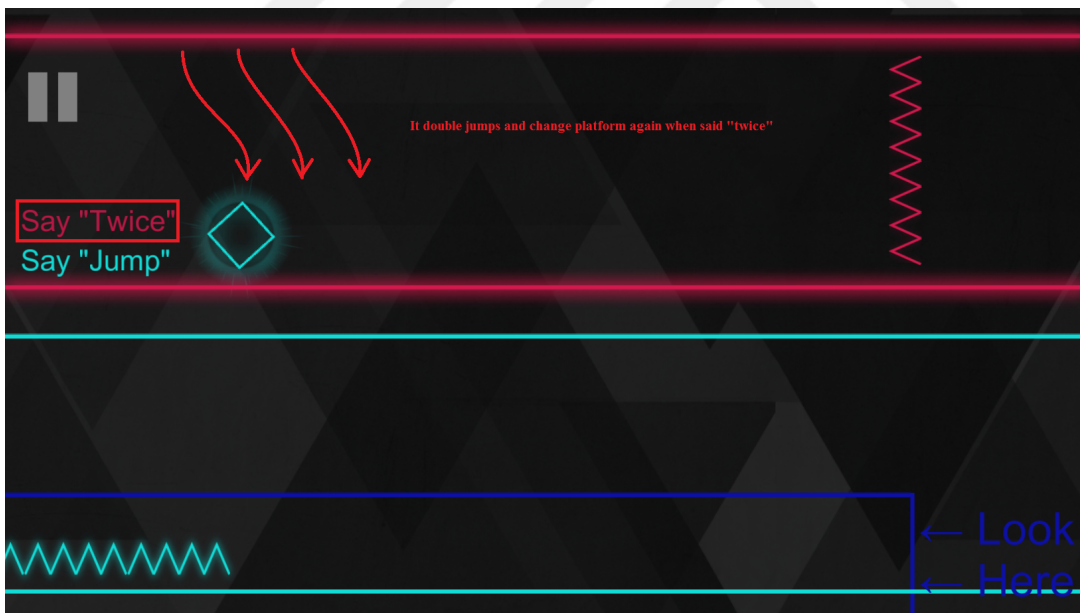 It double jumps and change platform again when said "twice"
Say "Twice"
Say "Jump"
← Look
← Here